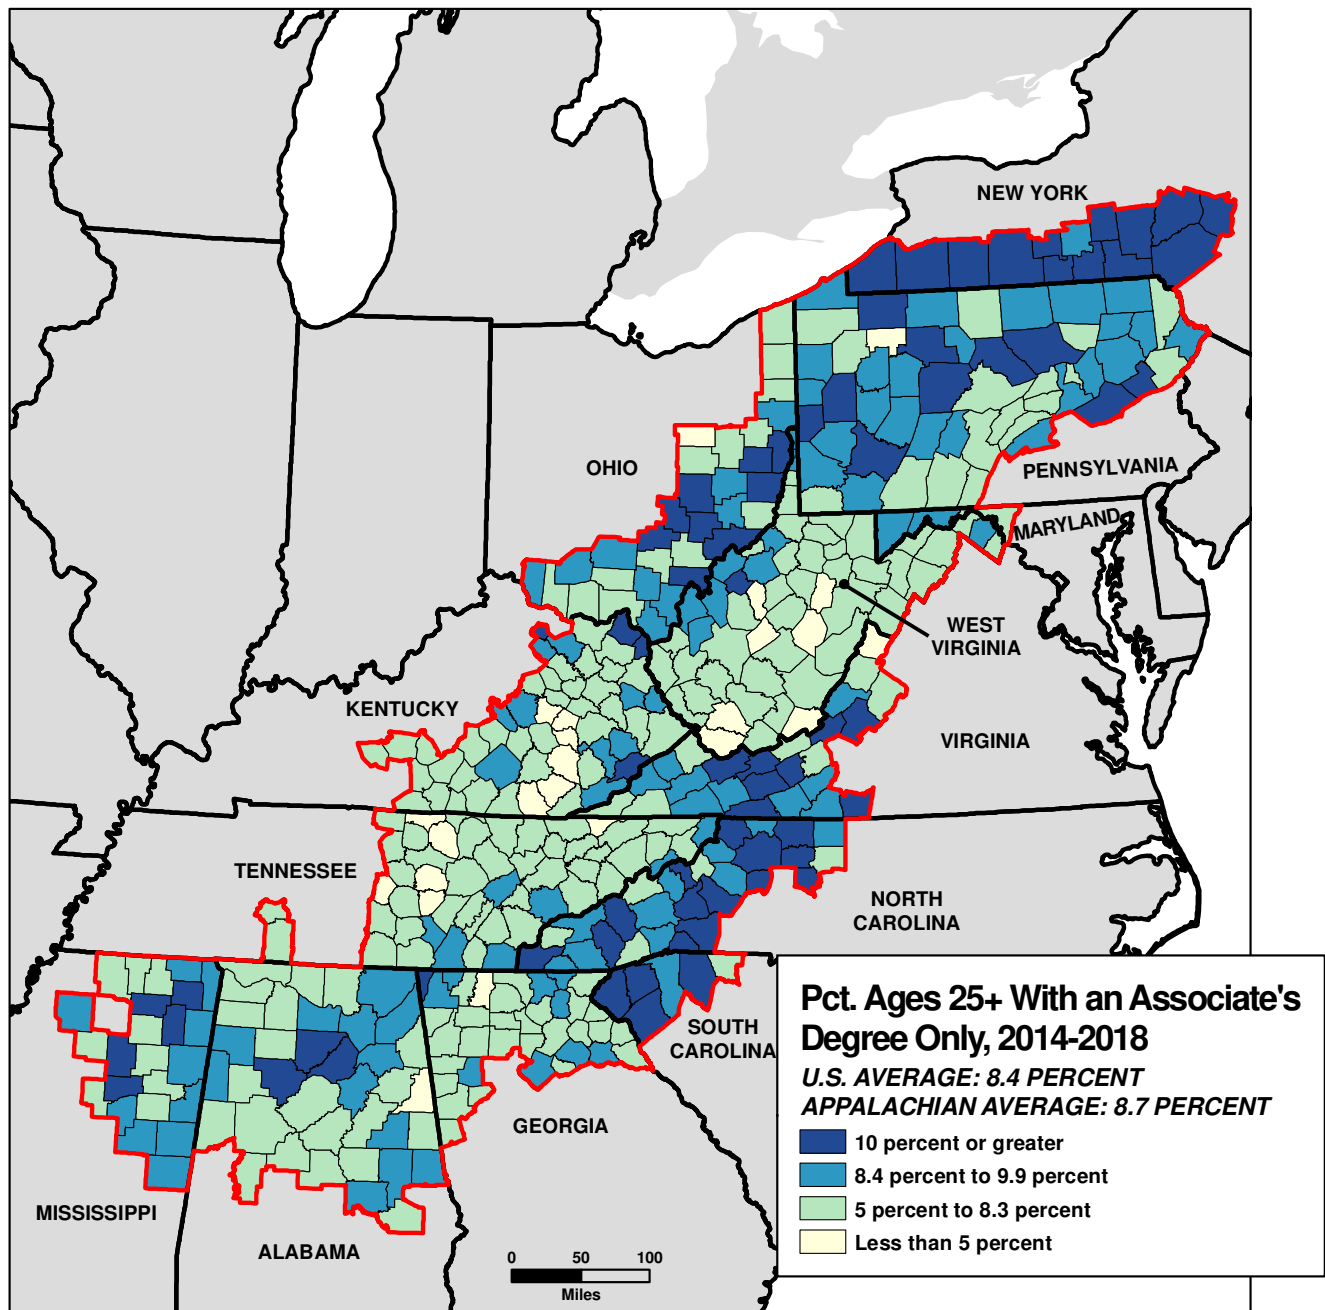 NEW YORK
OHIO
PENNSYLVANIA
MARYLAND
WEST
VIRGINIA
KENTUCKY
VIRGINIA
TENNESSEE
NORTH
CAROLINA
SOUTH
CAROLINA
GEORGIA
MISSISSIPPI
ALABAMA
0 50 100
Miles
Pct. Ages 25+ With an Associate's
Degree Only, 2014-2018
U.S. AVERAGE: 8.4 PERCENT
APPALACHIAN AVERAGE: 8.7 PERCENT
10 percent or greater
8.4 percent to 9.9 percent
5 percent to 8.3 percent
Less than 5 percent